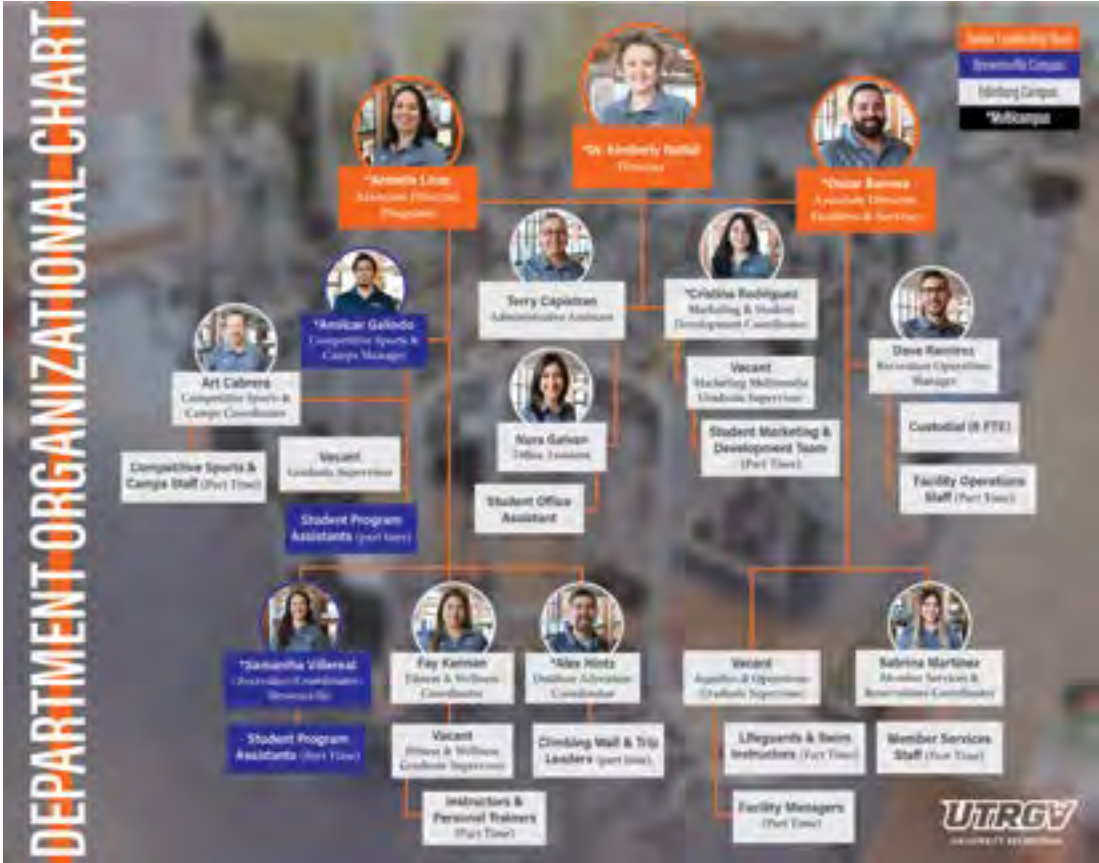 DEPARTMENT ORGANIZATIONAL CHART
Senior Leadership Team
Brownsville Campus
Edinburg Campus
*Multicampus
*Dr. Kimberly
Director
*Annette
Associate Director,
Programs
*Oscar Barrera
Associate Director,
Facilities & Services
Terry Capistran
Administrative Assistant
*Cristina Rodriguez
Marketing & Student
Development Coordinator
*Amilcar Galindo
Competitive Sports &
Camps Manager
Art Cabrera
Competitive Sports &
Camps Coordinator
Dave Ramirez
Recreation Operations
Manager
Nora Galvan
Office Assistant
Vacant
Marketing Multimedia
Graduate Supervisor
Custodial (6 FTE)
Competitive Sports &
Camps Staff (Part Time)
Vacant
Graduate Supervisor
Student Marketing &
Development Team
(Part Time)
Student Office
Assistant
Facility Operations
Staff (Part Time)
Student Program
Assistants (part time)
*Samantha Villereal
Coordinator-
Brownsville
Fay
Fitness & Wellness
Coordinator
*Alex
Outdoor Adventure
Coordinator
Vacant
Aquatics & Operations
Graduate Supervisor
Sabrina Martinez
Member Services &
Coordinator
Student Program
Assistants (Part Time)
Vacant
Fitness & Wellness
Graduate Supervisor
Climbing Wall & Trip
Leaders (part time)
Lifeguards & Swim
Instructors (Part Time)
Member Services
Staff (Part Time)
Instructors &
Personal Trainers
(Part Time)
Facility Managers
(Part Time)
UTRGV
UNIVERSITY RECREATION